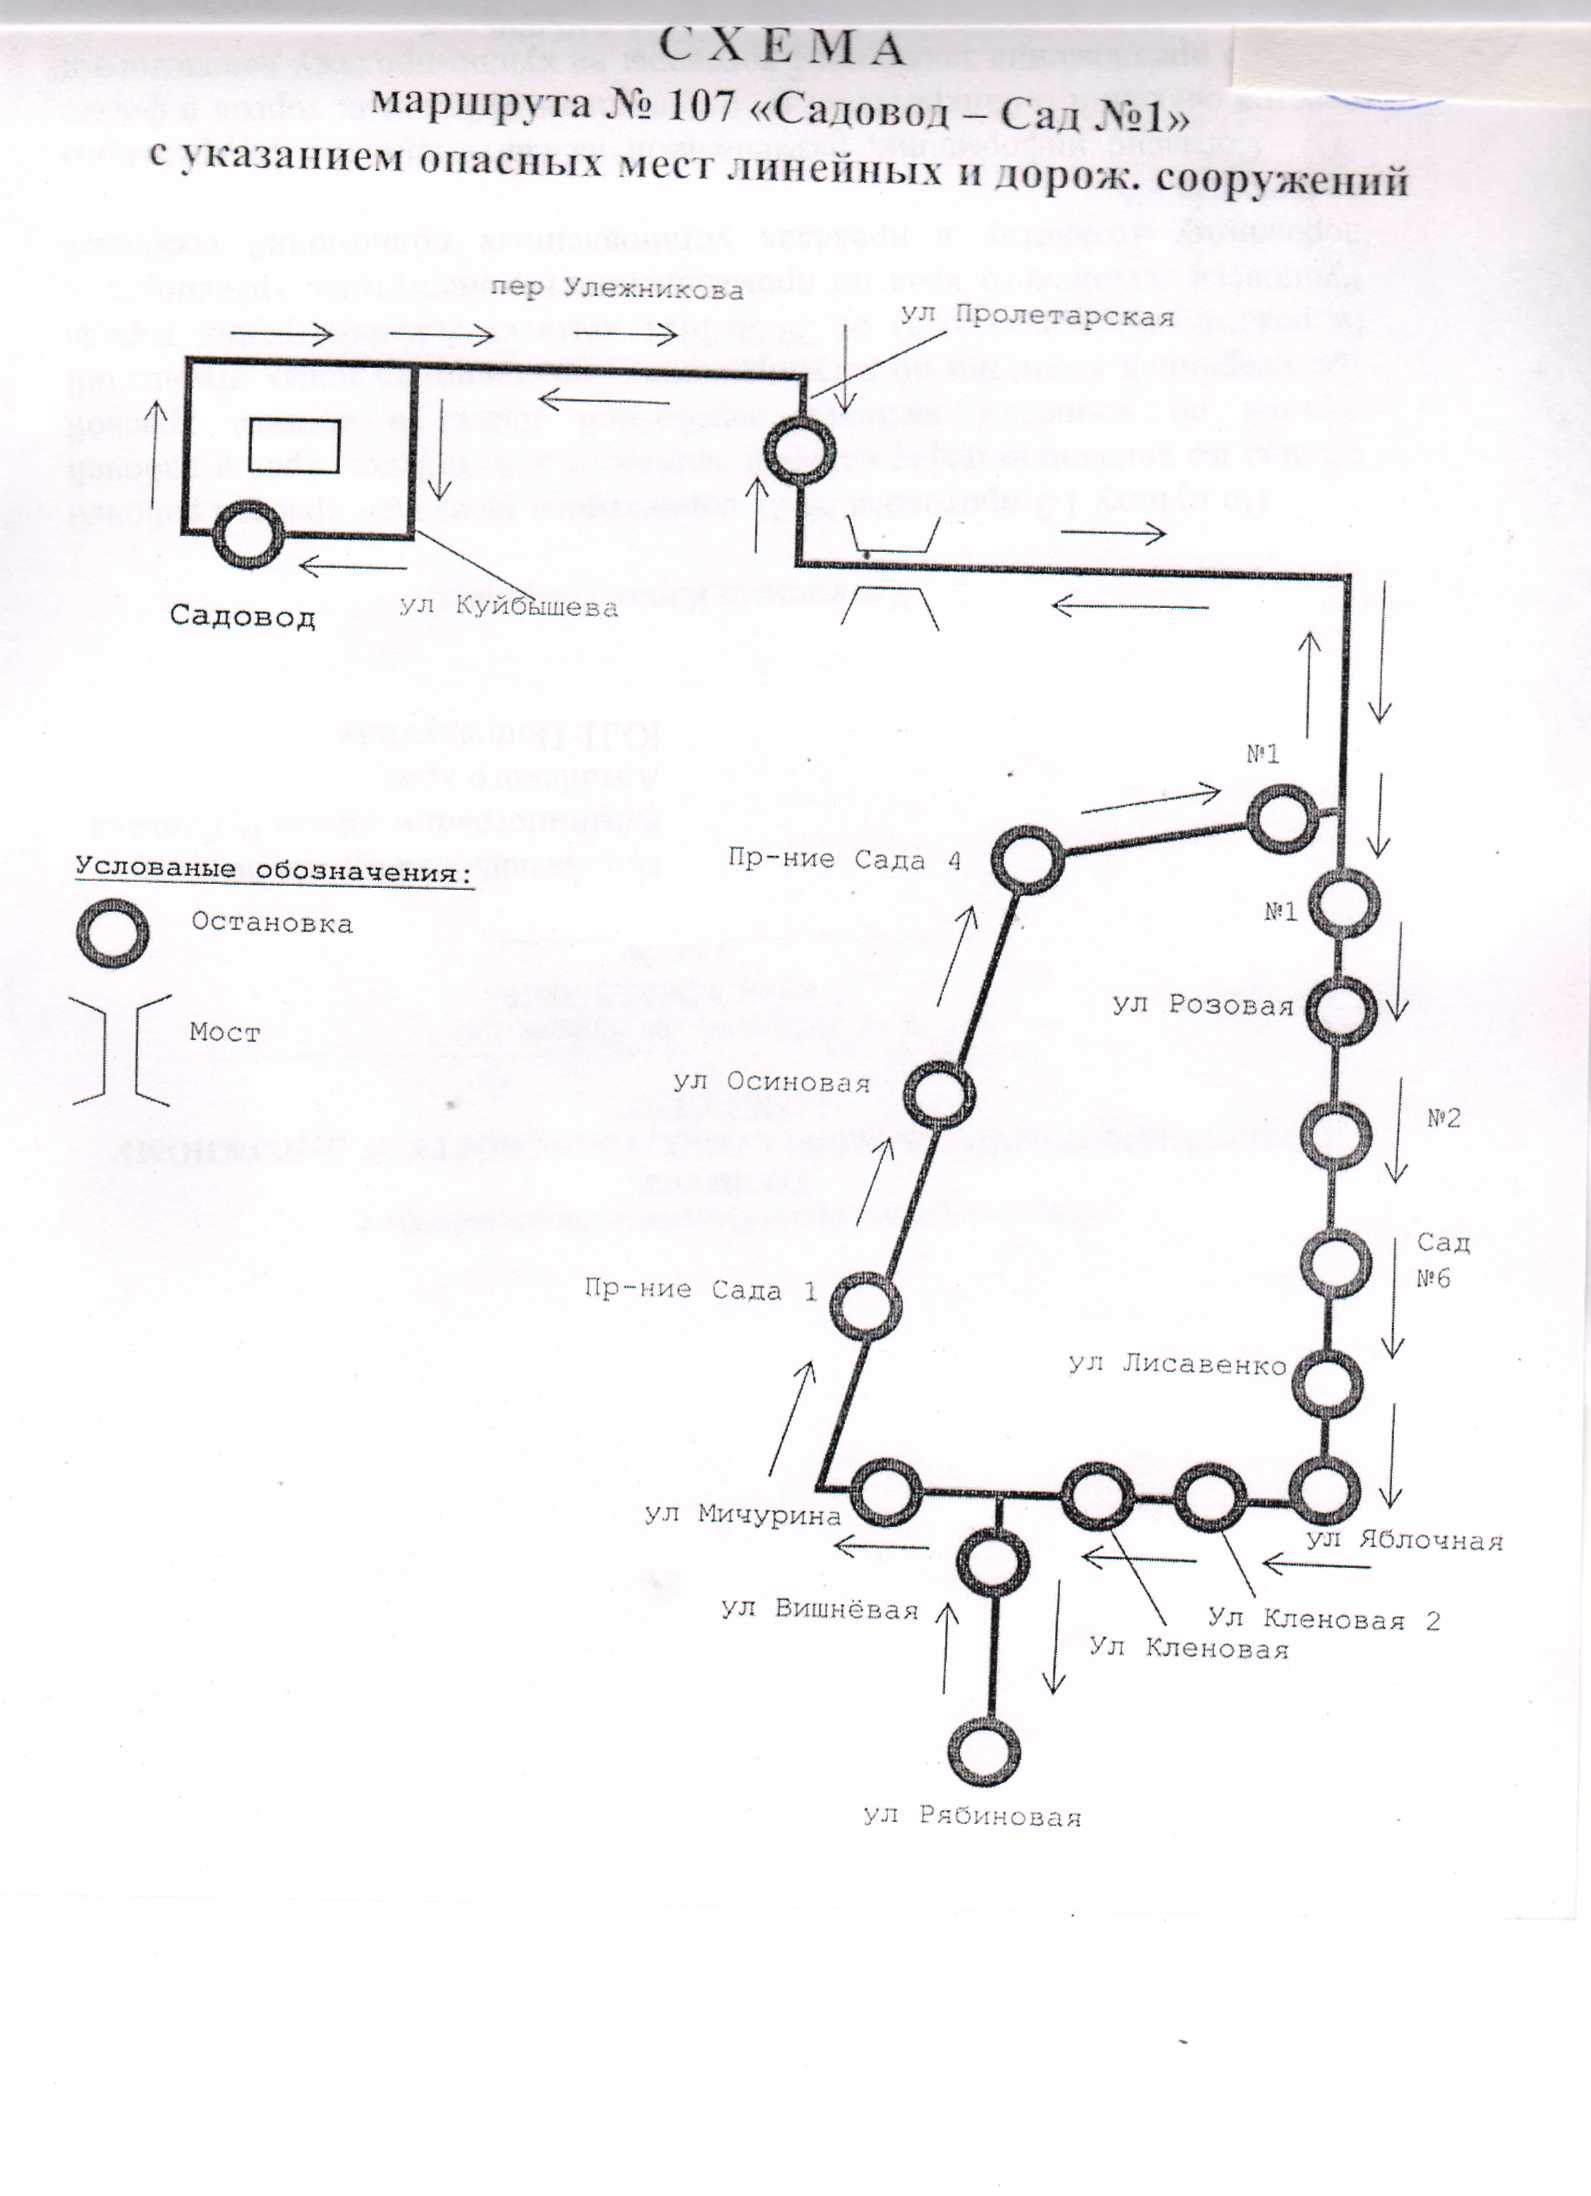 СХЕМА
маршрута № 107 «Садовод – Сад №1»
с указанием опасных мест линейных и дорож. сооружений
пер Улежникова
ул Пролетарская
Садовод
ул Куйбышева
№1
Пр-ние Сада 4
Услованые обозначения:
Остановка
№1
ул Розовая
Мост
ул Осиновая
№2
Сад
№6
Пр-ние Сада 1
ул Лисавенко
ул Мичурина
ул Яблочная
ул Вишнёвая
Ул Кленовая 2
Ул Кленовая
ул Рябиновая